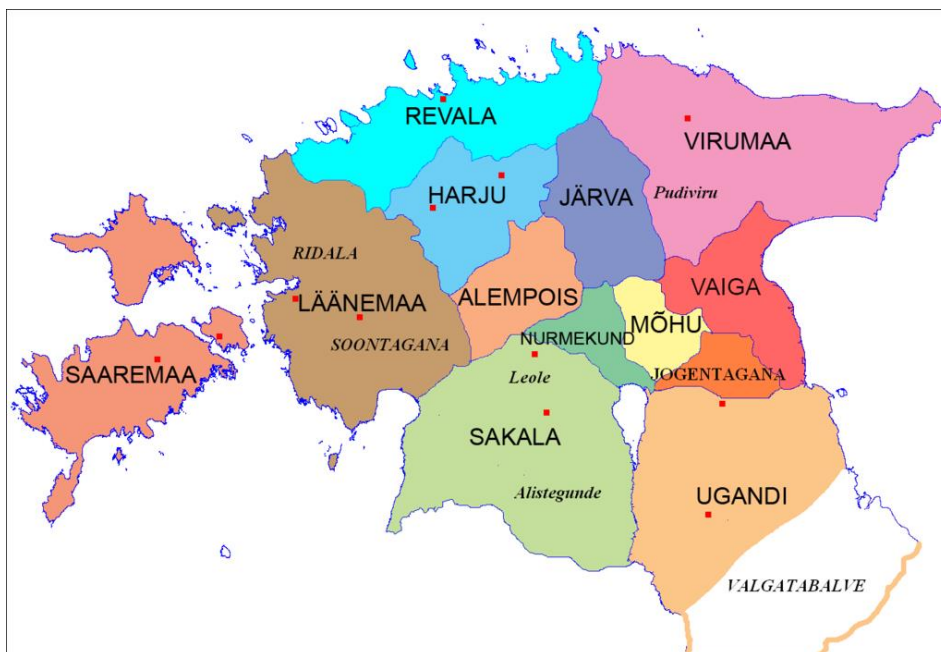 REVALA
VIRUMAA
HARJU
JÄRVA
Pudiviru
RIDALA
VAIGA
LÄÄNEMAA
ALEMPOIS
MÕHU
NURMEKUND
SOONTAGANA
SAAREMAA
Leole
JOGENTAGANA
SAKALA
Alistegunde
UGANDI
VALGATABALVE